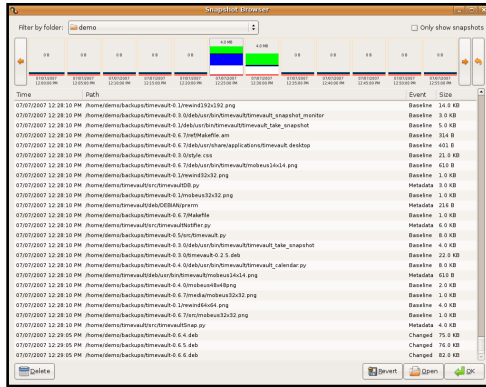 Snapshot Browser
Filter by folder: demo Only show snapshots
4.0 MB
0 B 0 B 0 B 0 B 0 B 4.0 MB 0 B 0 B 0 B 0 B
Time Path Event Size
07/07/2007 12:28:10 PM /home/demo/backups/timevault-0.1/rewind192x192.png Baseline 14.0 KB
07/07/2007 12:28:10 PM /home/demo/backups/timevault-0.3.0/deb/usr/bin/timevault/timevault_snapshot_monitor Baseline 3.0 KB
07/07/2007 12:28:10 PM /home/demo/backups/timevault-0.1/deb/usr/bin/timevault/timevault_take_snapshot Baseline 5.0 KB
07/07/2007 12:28:10 PM /home/demo/backups/timevault-0.6.7/ref/Makefile.am Baseline 314 B
07/07/2007 12:28:10 PM /home/demo/backups/timevault-0.6.7/deb/usr/share/applications/timevault.desktop Baseline 401 B
07/07/2007 12:28:10 PM /home/demo/backups/timevault-0.3.0/style.css Baseline 21.0 KB
07/07/2007 12:28:10 PM /home/demo/backups/timevault-0.6.7/deb/usr/bin/timevault/mobeus14x14.png Baseline 610 B
07/07/2007 12:28:10 PM /home/demo/backups/timevault-0.1/rewind32x32.png Baseline 1.0 KB
07/07/2007 12:28:10 PM /home/demo/timevault/src/timevaultDB.py Metadata 3.0 KB
07/07/2007 12:28:10 PM /home/demo/backups/timevault-0.1/mobeus32x32.png Baseline 1.0 KB
07/07/2007 12:28:10 PM /home/demo/timevault/deb/DEBIAN/prerm Metadata 216 B
07/07/2007 12:28:10 PM /home/demo/backups/timevault-0.6.7/Makefile Baseline 1.0 KB
07/07/2007 12:28:10 PM /home/demo/timevault/src/timevaultNotifier.py Metadata 6.0 KB
07/07/2007 12:28:10 PM /home/demo/backups/timevault-0.5/src/timevault.py Baseline 8.0 KB
07/07/2007 12:28:10 PM /home/demo/backups/timevault-0.3.0/deb/usr/bin/timevault/timevault_take_snapshot Baseline 4.0 KB
07/07/2007 12:28:10 PM /home/demo/backups/timevault-0.3.0/timevault-0.2.5.deb Baseline 22.0 KB
07/07/2007 12:28:10 PM /home/demo/backups/timevault-0.4.0/deb/usr/bin/timevault/timevault_calendar.py Baseline 8.0 KB
07/07/2007 12:28:10 PM /home/demo/timevault/deb/usr/bin/timevault/mobeus14x14.png Metadata 610 B
07/07/2007 12:28:10 PM /home/demo/backups/timevault-0.4.0/mobeus48x48png Baseline 2.0 KB
07/07/2007 12:28:10 PM /home/demo/backups/timevault-0.6.7/media/mobeus32x32.png Baseline 1.0 KB
07/07/2007 12:28:10 PM /home/demo/backups/timevault-0.1/rewind64x64.png Baseline 4.0 KB
07/07/2007 12:28:10 PM /home/demo/backups/timevault-0.6.7/src/mobeus32x32.png Baseline 1.0 KB
07/07/2007 12:28:10 PM /home/demo/timevault/src/timevaultSnap.py Metadata 4.0 KB
07/07/2007 12:29:05 PM /home/demo/backups/timevault-0.6.4.deb Changed 75.0 KB
07/07/2007 12:29:05 PM /home/demo/backups/timevault-0.6.5.deb Changed 76.0 KB
07/07/2007 12:29:05 PM /home/demo/backups/timevault-0.6.6.deb Changed 82.0 KB
Delete Revert Open OK